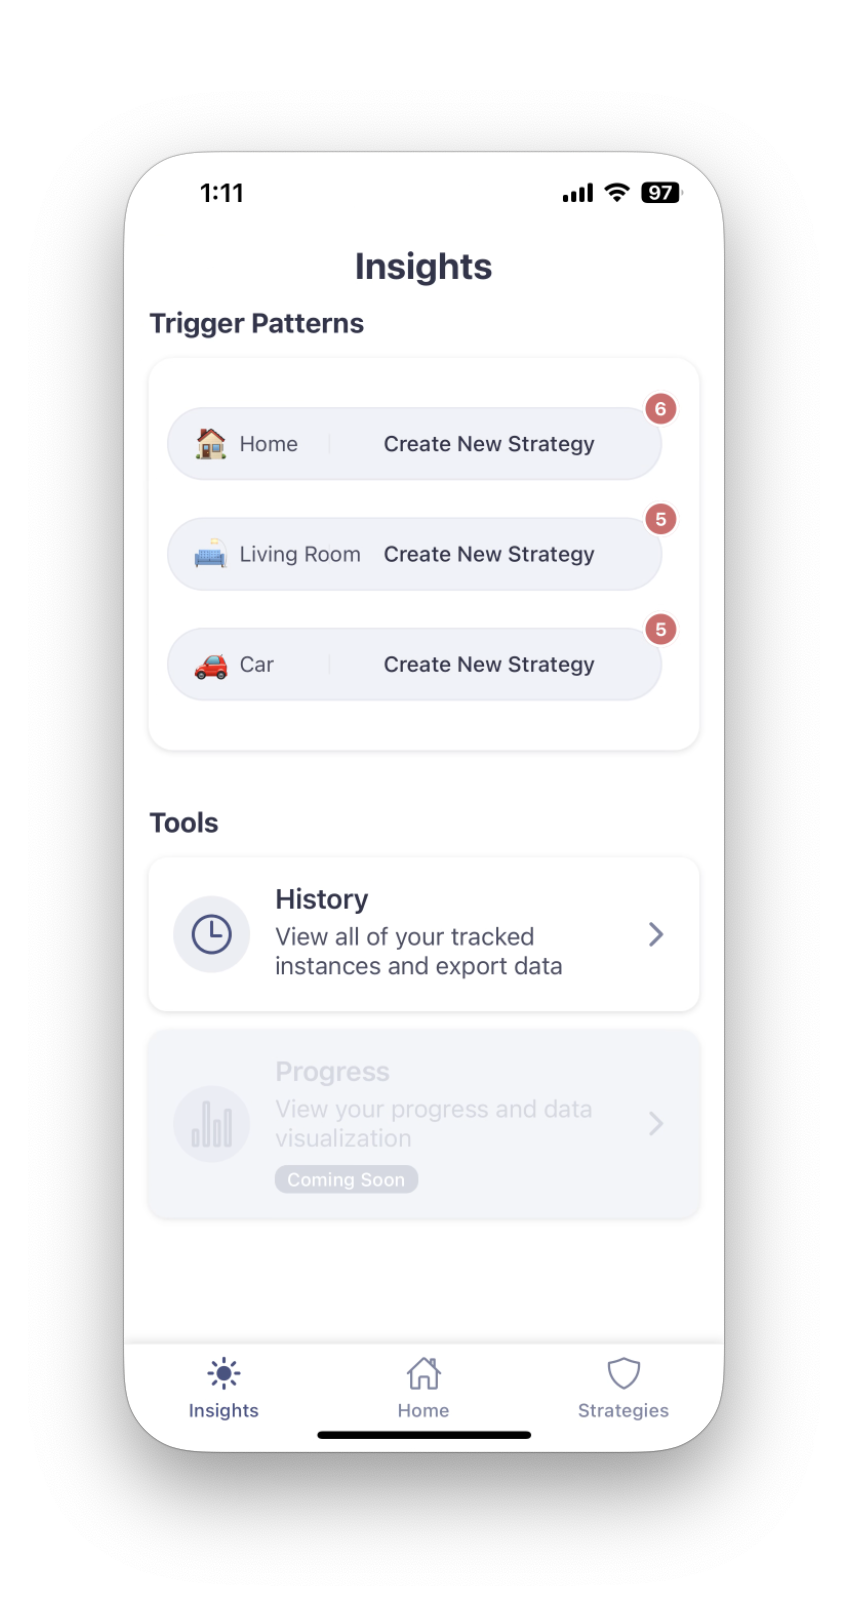 1:11
97
Insights
Trigger Patterns
6
Home
Create New Strategy
5
Living Room
Create New Strategy
5
Car
Create New Strategy
Tools
History
View all of your tracked
instances and export data
Progress
View your progress and data
visualization
Coming Soon
Insights
Home
Strategies